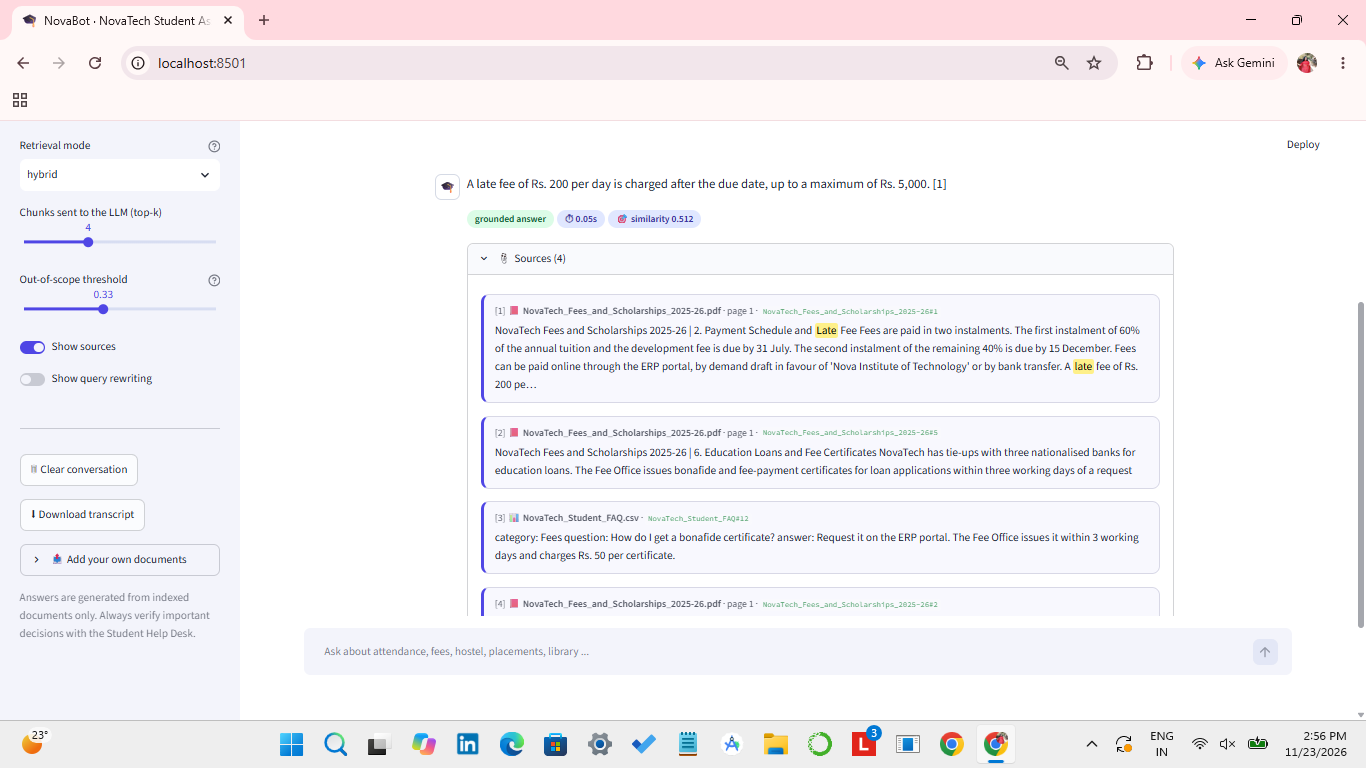 NovaBot · NovaTech Student As
localhost:8501
Ask Gemini
Deploy
Retrieval mode
hybrid
Chunks sent to the LLM (top-k)
4
Out-of-scope threshold
0.33
Show sources
Show query rewriting
Clear conversation
Download transcript
Add your own documents
Answers are generated from indexed
documents only. Always verify important
decisions with the Student Help Desk.
A late fee of Rs. 200 per day is charged after the due date, up to a maximum of Rs. 5,000. [1]
grounded answer
0.05s
similarity 0.512
Sources (4)
[1] NovaTech_Fees_and_Scholarships_2025-26.pdf · page 1 · NovaTech_Fees_and_Scholarships_2025-26#1
NovaTech Fees and Scholarships 2025-26 | 2. Payment Schedule and Late Fee Fees are paid in two instalments. The first instalment of 60%
of the annual tuition and the development fee is due by 31 July. The second instalment of the remaining 40% is due by 15 December. Fees
can be paid online through the ERP portal, by demand draft in favour of 'Nova Institute of Technology' or by bank transfer. A late fee of Rs.
200 pe…
[2] NovaTech_Fees_and_Scholarships_2025-26.pdf · page 1 · NovaTech_Fees_and_Scholarships_2025-26#5
NovaTech Fees and Scholarships 2025-26 | 6. Education Loans and Fee Certificates NovaTech has tie-ups with three nationalised banks for
education loans. The Fee Office issues bonafide and fee-payment certificates for loan applications within three working days of a request
[3] NovaTech_Student_FAQ.csv · NovaTech_Student_FAQ#12
category: Fees question: How do I get a bonafide certificate? answer: Request it on the ERP portal. The Fee Office issues it within 3 working
days and charges Rs. 50 per certificate.
[4] NovaTech_Fees_and_Scholarships_2025-26.pdf · page 1 · NovaTech_Fees_and_Scholarships_2025-26#2
Ask about attendance, fees, hostel, placements, library ...
23°
3
ENG
IN
2:56 PM
11/23/2026